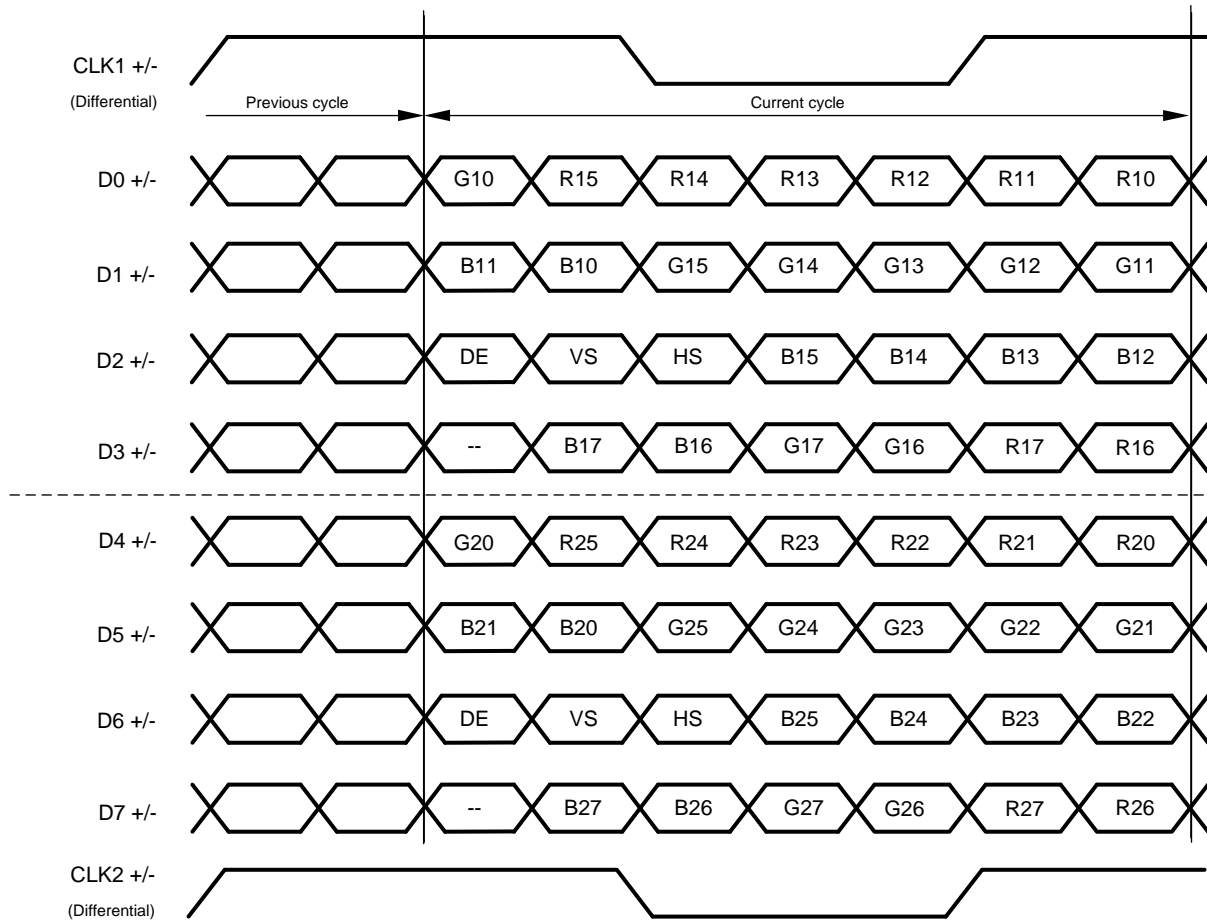 CLK1 +/-
(Differential)
Previous cycle
Current cycle
D0 +/- G10 R15 R14 R13 R12 R11 R10
D1 +/- B11 B10 G15 G14 G13 G12 G11
D2 +/- DE VS HS B15 B14 B13 B12
D3 +/- -- B17 B16 G17 G16 R17 R16
D4 +/- G20 R25 R24 R23 R22 R21 R20
D5 +/- B21 B20 G25 G24 G23 G22 G21
D6 +/- DE VS HS B25 B24 B23 B22
D7 +/- -- B27 B26 G27 G26 R27 R26
CLK2 +/-
(Differential)